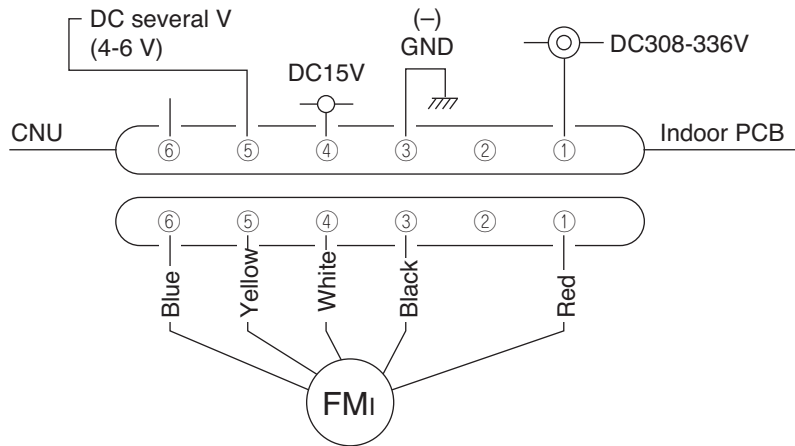 DC several V
(4-6 V)
(–)
GND
DC15V
DC308-336V
CNU
Indoor PCB
⑥ ⑤ ④ ③ ② ①
⑥ ⑤ ④ ③ ② ①
Blue
Yellow
White
Black
Red
FMI